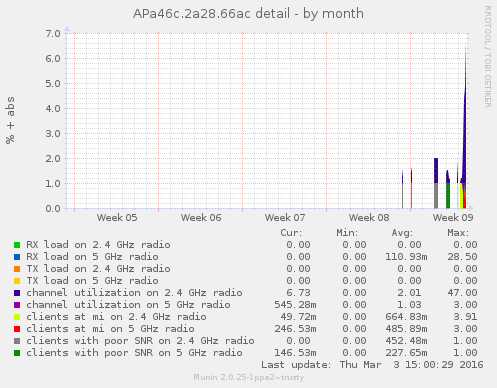 APa46c.2a28.66ac detail - by month
RRDTOOL / TOBI OETIKER
% + abs
7.0
6.0
5.0
4.0
3.0
2.0
1.0
0.0
Week 05 Week 06 Week 07 Week 08 Week 09
Cur: Min: Avg: Max:
RX load on 2.4 GHz radio 0.00 0.00 0.00 0.00
RX load on 5 GHz radio 0.00 0.00 110.93m 28.50
TX load on 2.4 GHz radio 0.00 0.00 0.00 0.00
TX load on 5 GHz radio 0.00 0.00 0.00 0.00
channel utilization on 2.4 GHz radio 6.73 0.00 2.01 47.00
channel utilization on 5 GHz radio 545.28m 0.00 1.03 3.00
clients at mi on 2.4 GHz radio 49.72m 0.00 664.83m 3.91
clients at mi on 5 GHz radio 246.53m 0.00 485.89m 3.00
clients with poor SNR on 2.4 GHz radio 0.00 0.00 452.48m 1.00
clients with poor SNR on 5 GHz radio 146.53m 0.00 227.65m 1.00
Last update: Thu Mar 3 15:00:29 2016
Munin 2.0.25-1ppa2~trusty